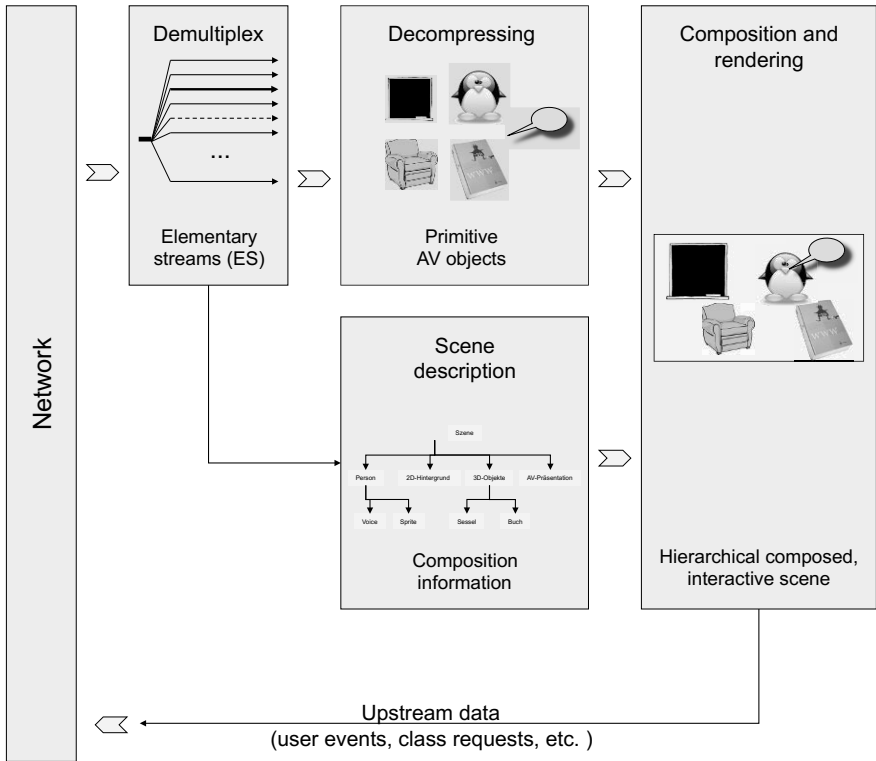 Network
Demultiplex
...
Elementary
streams (ES)
Decompressing
WWW
Primitive
AV objects
Composition and
rendering
WWW
Hierarchical composed,
interactive scene
Scene
description
Szene
Person
2D-Hintergrund
3D-Objekte
AV-Präsentation
Voice
Sprite
Sessel
Buch
Composition
information
Upstream data
(user events, class requests, etc. )